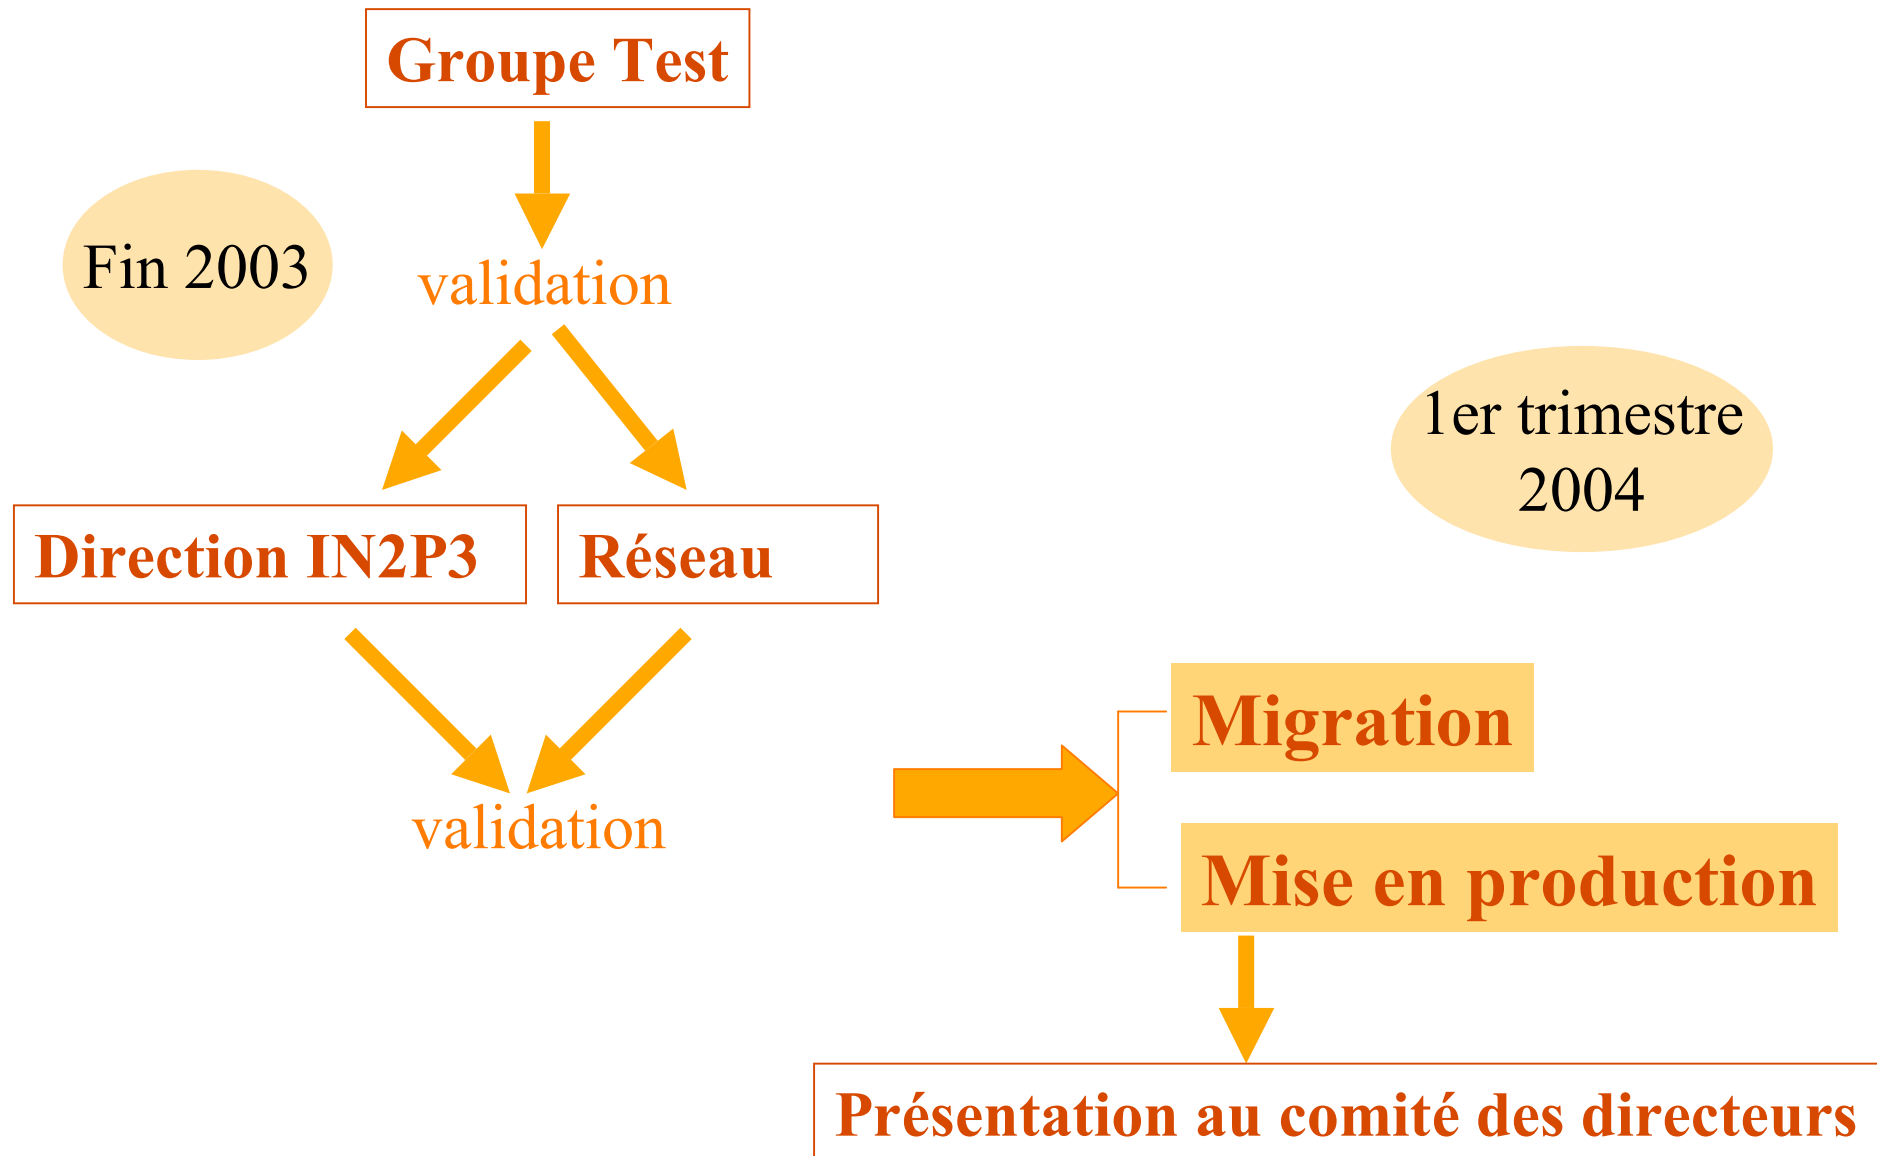 Groupe Test
Fin 2003
validation
Direction IN2P3
Réseau
validation
1er trimestre
2004
Migration
Mise en production
Présentation au comité des directeurs